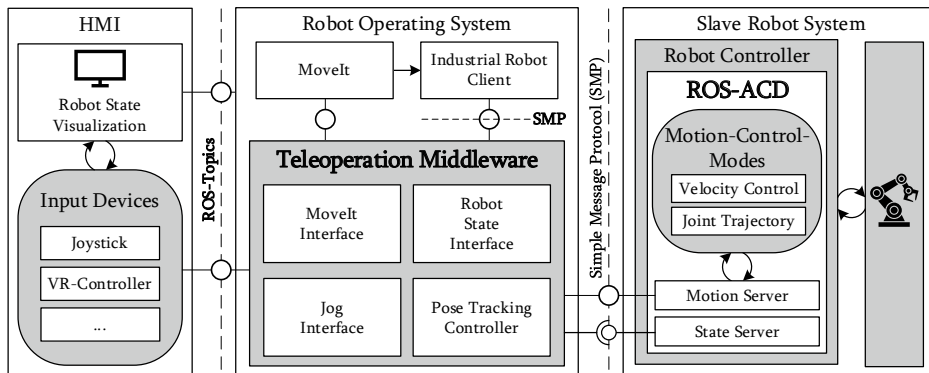 HMI
Robot State
Visualization
Input Devices
Joystick
VR-Controller
...
ROS-Topics
Robot Operating System
MoveIt
Industrial Robot
Client
SMP
Teleoperation Middleware
MoveIt
Interface
Robot
State
Interface
Jog
Interface
Pose Tracking
Controller
Simple Message Protocol (SMP)
Slave Robot System
Robot Controller
ROS-ACD
Motion-Control-
Modes
Velocity Control
Joint Trajectory
Motion Server
State Server